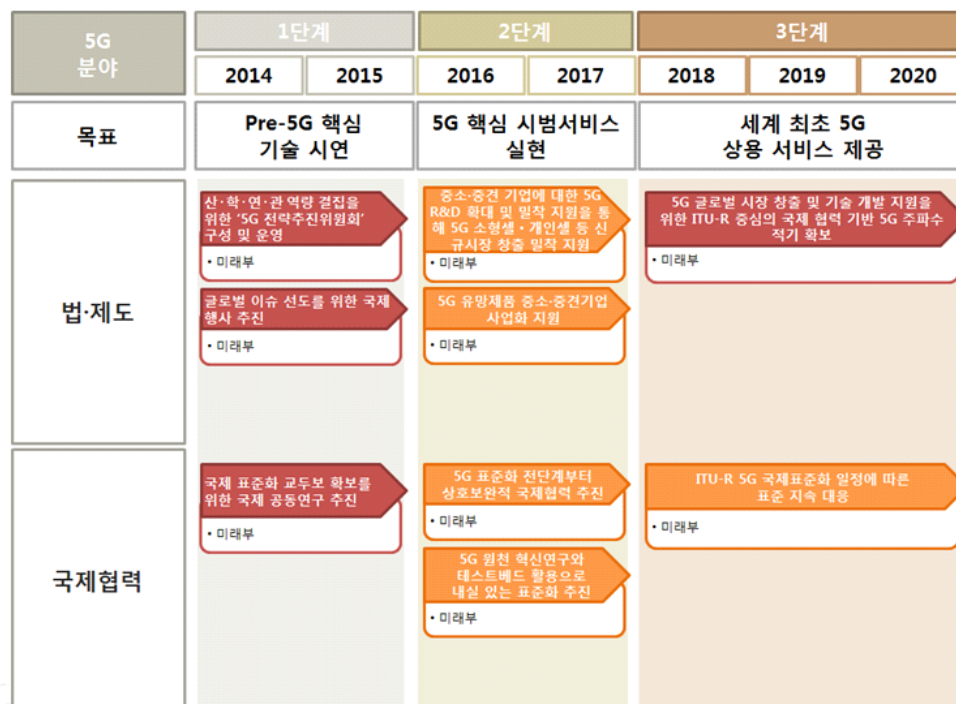 5G
분야
1단계
2단계
3단계
2014
2015
2016
2017
2018
2019
2020
목표
Pre-5G 핵심
기술 시연
5G 핵심 시범서비스
실현
세계 최초 5G
상용 서비스 제공
법·제도
산·학·연·관 역량 결집을
위한 ‘5G 전략추진위원회’
구성 및 운영
• 미래부
글로벌 이슈 선도를 위한 국제
행사 추진
• 미래부
중소·중견 기업에 대한 5G
R&D 확대 및 밀착 지원을 통
해 5G 소형셀·개인셀 등 신
규시장 창출 밀착 지원
• 미래부
5G 유망제품 중소·중견기업
사업화 지원
• 미래부
5G 글로벌 시장 창출 및 기술 개발 지원을
위한 ITU-R 중심의 국제 협력 기반 5G 주파수
적기 확보
• 미래부
국제협력
국제 표준화 교두보 확보를
위한 국제 공동연구 추진
• 미래부
5G 표준화 전단계부터
상호보완적 국제협력 추진
• 미래부
5G 원천 혁신연구와
테스트베드 활용으로
내실 있는 표준화 추진
• 미래부
ITU-R 5G 국제표준화 일정에 따른
표준 지속 대응
• 미래부